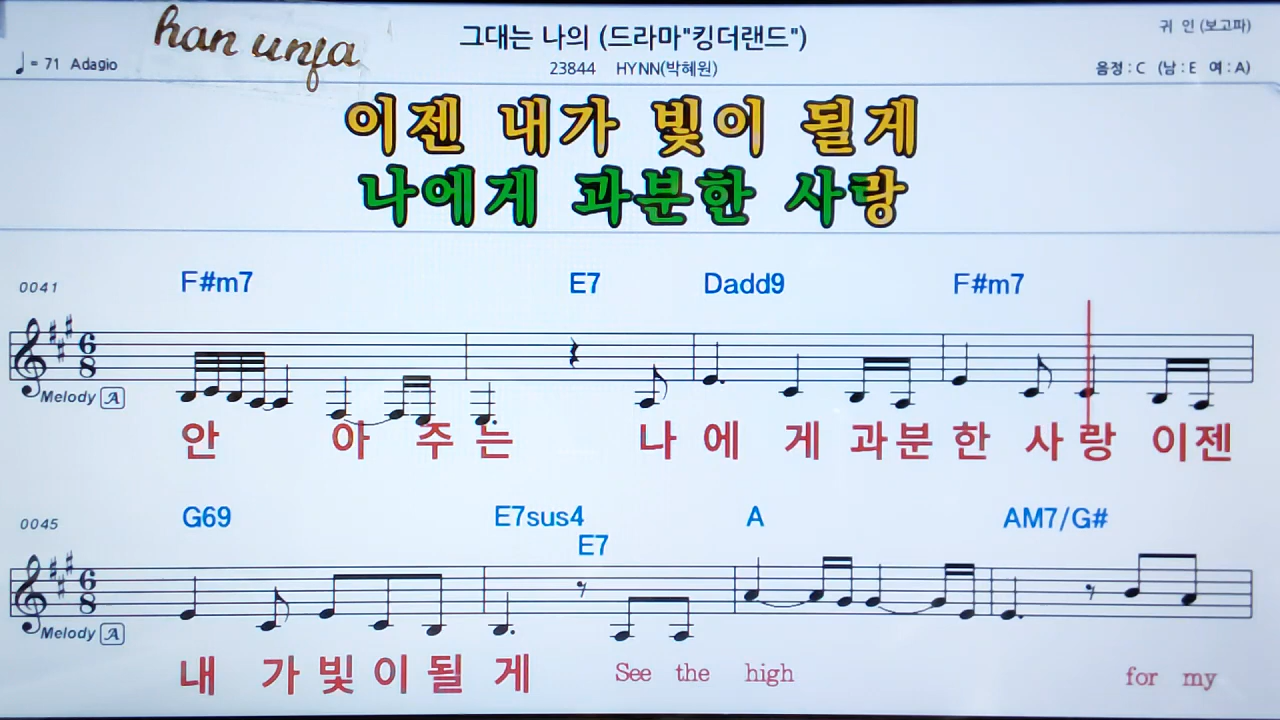 han unja
그대는 나의 (드라마"킹더랜드")
귀 인 (보고파)
♩= 71 Adagio
23844 HYNN(박혜원)
음정 : C (남 : E 여 : A)
이젠 내가 빛이 될게
나에게 과분한 사랑
0041 F#m7 E7 Dadd9 F#m7
6 8
Melody A
안 아 주 는 나 에 게 과 분 한 사 랑 이 젠
0045 G69 E7sus4 A AM7/G#
E7
6 8
Melody A
내 가 빛 이 될 게 See the high for my